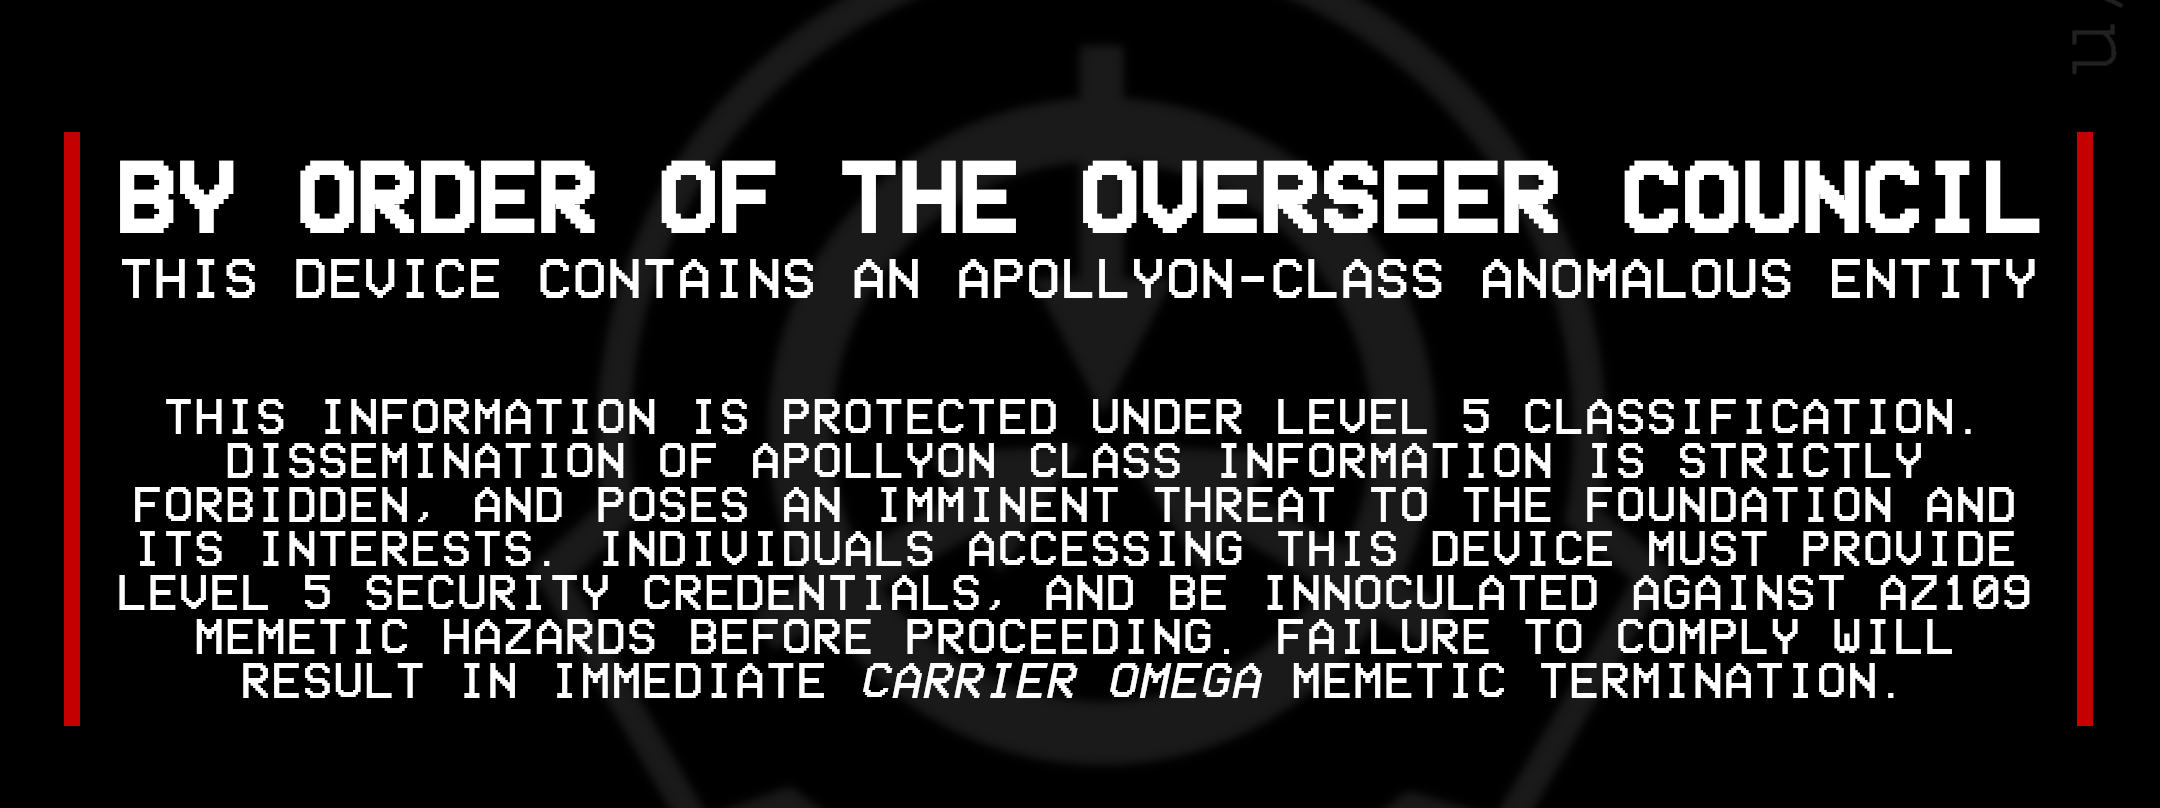 BY ORDER OF THE OVERSEER COUNCIL
THIS DEVICE CONTAINS AN APOLLYON-CLASS ANOMALOUS ENTITY
THIS INFORMATION IS PROTECTED UNDER LEVEL 5 CLASSIFICATION.
DISSEMINATION OF APOLLYON CLASS INFORMATION IS STRICTLY
FORBIDDEN, AND POSES AN IMMINENT THREAT TO THE FOUNDATION AND
ITS INTERESTS. INDIVIDUALS ACCESSING THIS DEVICE MUST PROVIDE
LEVEL 5 SECURITY CREDENTIALS, AND BE INNOCULATED AGAINST AZ109
MEMETIC HAZARDS BEFORE PROCEEDING. FAILURE TO COMPLY WILL
RESULT IN IMMEDIATE CARRIER OMEGA MEMETIC TERMINATION.